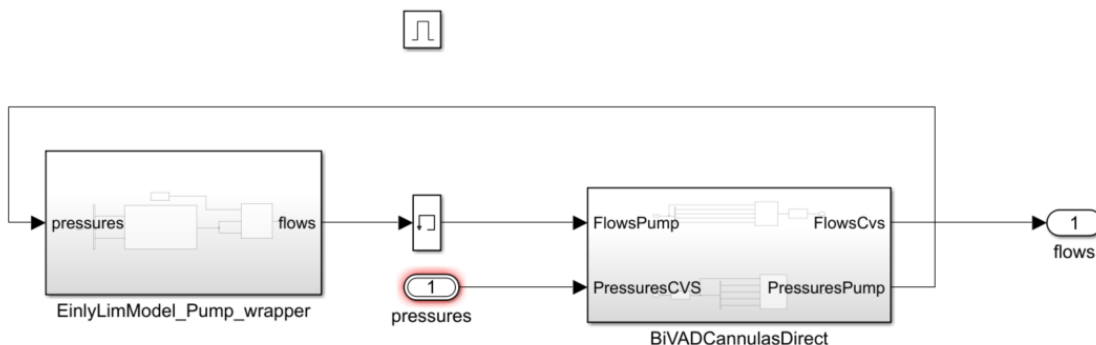 pressures
flows
EinlyLimModel_Pump_wrapper
1
pressures
FlowsPump
FlowsCvs
PressuresCVS
PressuresPump
BiVADCannulasDirect
1
flows